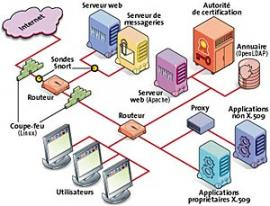 Internet
Serveur web
Serveur de
messageries
Autorité
de certification
Sondes
Snort
Annuaire
(OpenLDAP)
Routeur
Serveur
web (Apache)
Coupe-feu
(Linux)
Routeur
Proxy
Applications
non X.509
Utilisateurs
Applications
propriétaires X.509